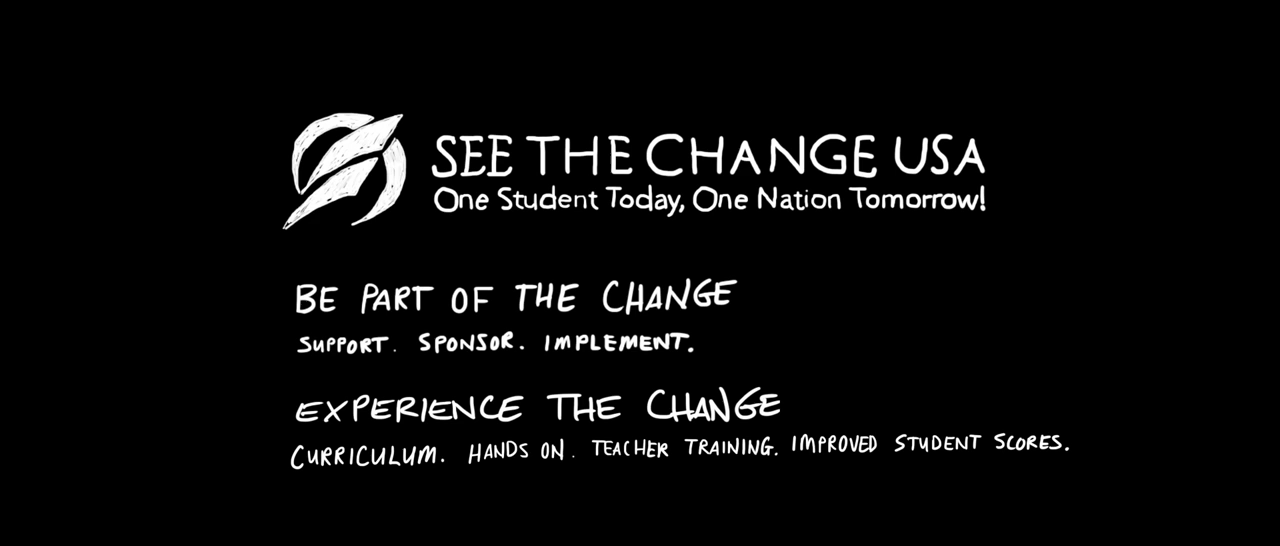 SEE THE CHANGE USA
One Student Today, One Nation Tomorrow!
BE PART OF THE CHANGE
SUPPORT. SPONSOR. IMPLEMENT.
EXPERIENCE THE CHANGE
CURRICULUM. HANDS ON. TEACHER TRAINING. IMPROVED STUDENT SCORES.